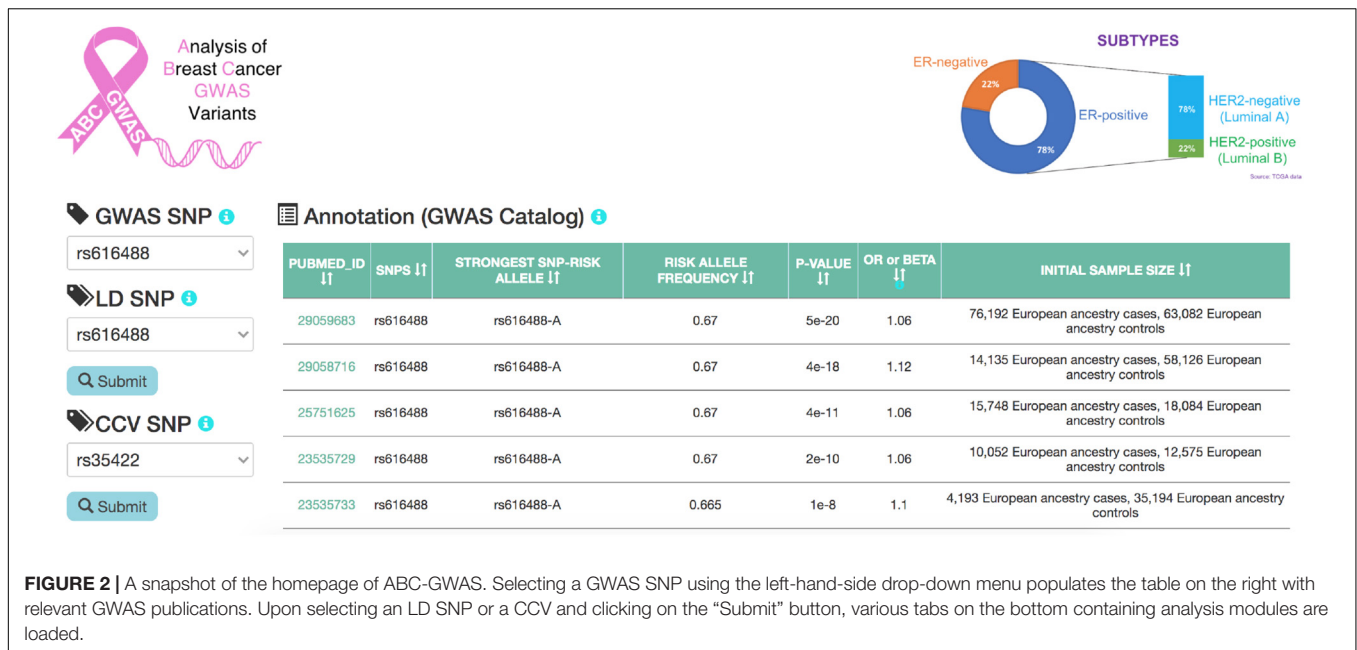 Analysis of
Breast Cancer
GWAS
Variants
ABC
GWAS
SUBTYPES
ER-negative
22%
ER-positive
78%
78%
HER2-negative
(Luminal A)
22%
HER2-positive
(Luminal B)
Source: TCGA data
GWAS SNP
rs616488
LD SNP
rs616488
Submit
CCV SNP
rs35422
Submit
Annotation (GWAS Catalog)
PUBMED_ID SNPS STRONGEST SNP-RISK ALLELE RISK ALLELE FREQUENCY P-VALUE OR or BETA INITIAL SAMPLE SIZE
29059683 rs616488 rs616488-A 0.67 5e-20 1.06 76,192 European ancestry cases, 63,082 European
ancestry controls
29058716 rs616488 rs616488-A 0.67 4e-18 1.12 14,135 European ancestry cases, 58,126 European
ancestry controls
25751625 rs616488 rs616488-A 0.67 4e-11 1.06 15,748 European ancestry cases, 18,084 European
ancestry controls
23535729 rs616488 rs616488-A 0.67 2e-10 1.06 10,052 European ancestry cases, 12,575 European
ancestry controls
23535733 rs616488 rs616488-A 0.665 1e-8 1.1 4,193 European ancestry cases, 35,194 European ancestry
controls
FIGURE 2 | A snapshot of the homepage of ABC-GWAS. Selecting a GWAS SNP using the left-hand-side drop-down menu populates the table on the right with
relevant GWAS publications. Upon selecting an LD SNP or a CCV and clicking on the “Submit” button, various tabs on the bottom containing analysis modules are
loaded.